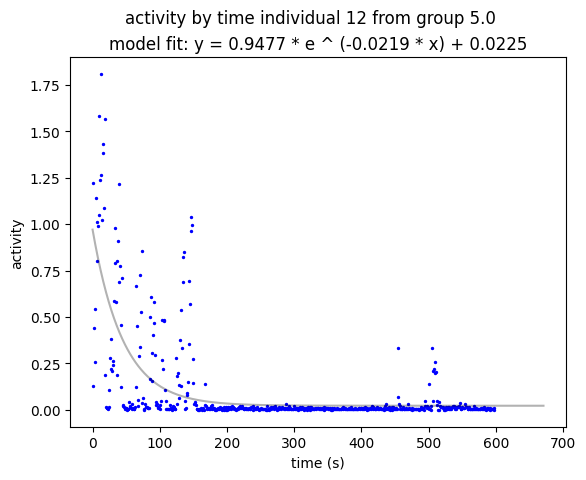 activity by time individual 12 from group 5.0
model fit: y = 0.9477 * e ^ (-0.0219 * x) + 0.0225
1.75
1.50
1.25
1.00
0.75
0.50
0.25
0.00
activity
0 100 200 300 400 500 600 700
time (s)